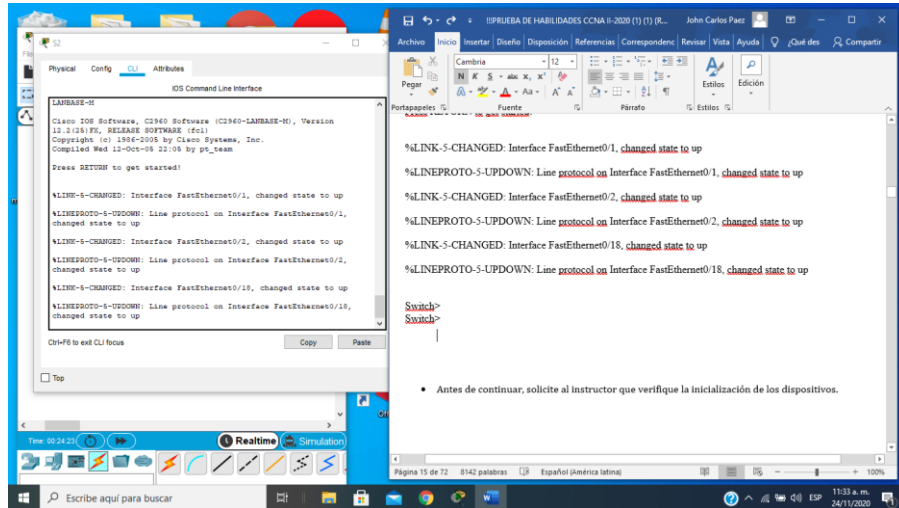 S2
Physical Config CLI Attributes
IOS Command Line Interface
LANBASE-M
Cisco IOS Software, C2960 Software (C2960-LANBASE-M), Version
12.2(25)FX, RELEASE SOFTWARE (fc1)
Copyright (c) 1986-2005 by Cisco Systems, Inc.
Compiled Wed 12-Oct-05 22:05 by pt_team
Press RETURN to get started!
%LINK-5-CHANGED: Interface FastEthernet0/1, changed state to up
%LINEPROTO-5-UPDOWN: Line protocol on Interface FastEthernet0/1,
changed state to up
%LINK-5-CHANGED: Interface FastEthernet0/2, changed state to up
%LINEPROTO-5-UPDOWN: Line protocol on Interface FastEthernet0/2,
changed state to up
%LINK-5-CHANGED: Interface FastEthernet0/18, changed state to up
%LINEPROTO-5-UPDOWN: Line protocol on Interface FastEthernet0/18,
changed state to up
Ctrl+F6 to exit CLI focus
Copy Paste
Top
Time: 00:24:23
Realtime Simulation
!!PRUEBA DE HABILIDADES CCNA II-2020 (1) (1) (R... John Carlos Paez
Archivo Inicio Insertar Diseño Disposición Referencias Correspondenc Revisar Vista Ayuda ¿Qué des Compartir
Cambria 12
Pegar
N K S abc x, x²
Aa
Estilos Edición
Portapapeles Fuente Párrafo Estilos
Press RETURN to get started!
%LINK-5-CHANGED: Interface FastEthernet0/1, changed state to up
%LINEPROTO-5-UPDOWN: Line protocol on Interface FastEthernet0/1, changed state to up
%LINK-5-CHANGED: Interface FastEthernet0/2, changed state to up
%LINEPROTO-5-UPDOWN: Line protocol on Interface FastEthernet0/2, changed state to up
%LINK-5-CHANGED: Interface FastEthernet0/18, changed state to up
%LINEPROTO-5-UPDOWN: Line protocol on Interface FastEthernet0/18, changed state to up
Switch>
Switch>
• Antes de continuar, solicite al instructor que verifique la inicialización de los dispositivos.
Página 15 de 72 8142 palabras Español (América latina) 100%
Escribe aquí para buscar
ESP
11:33 a. m.
24/11/2020